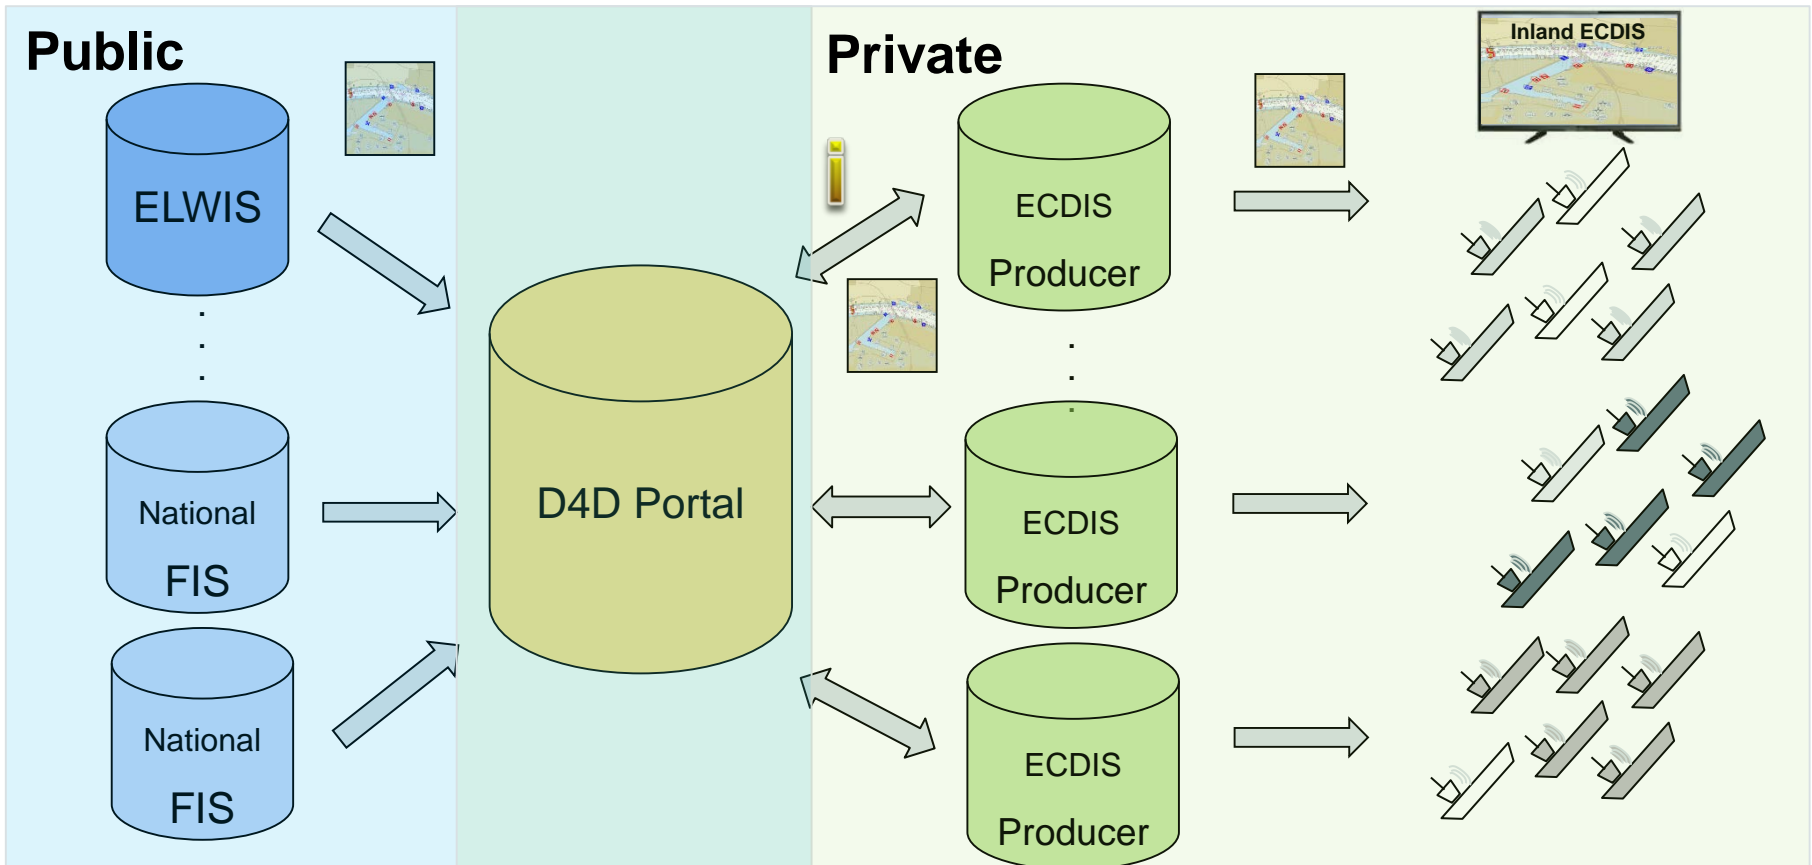 Public
Private
Inland ECDIS
ELWIS
ECDIS
Producer
National
FIS
D4D Portal
ECDIS
Producer
National
FIS
ECDIS
Producer